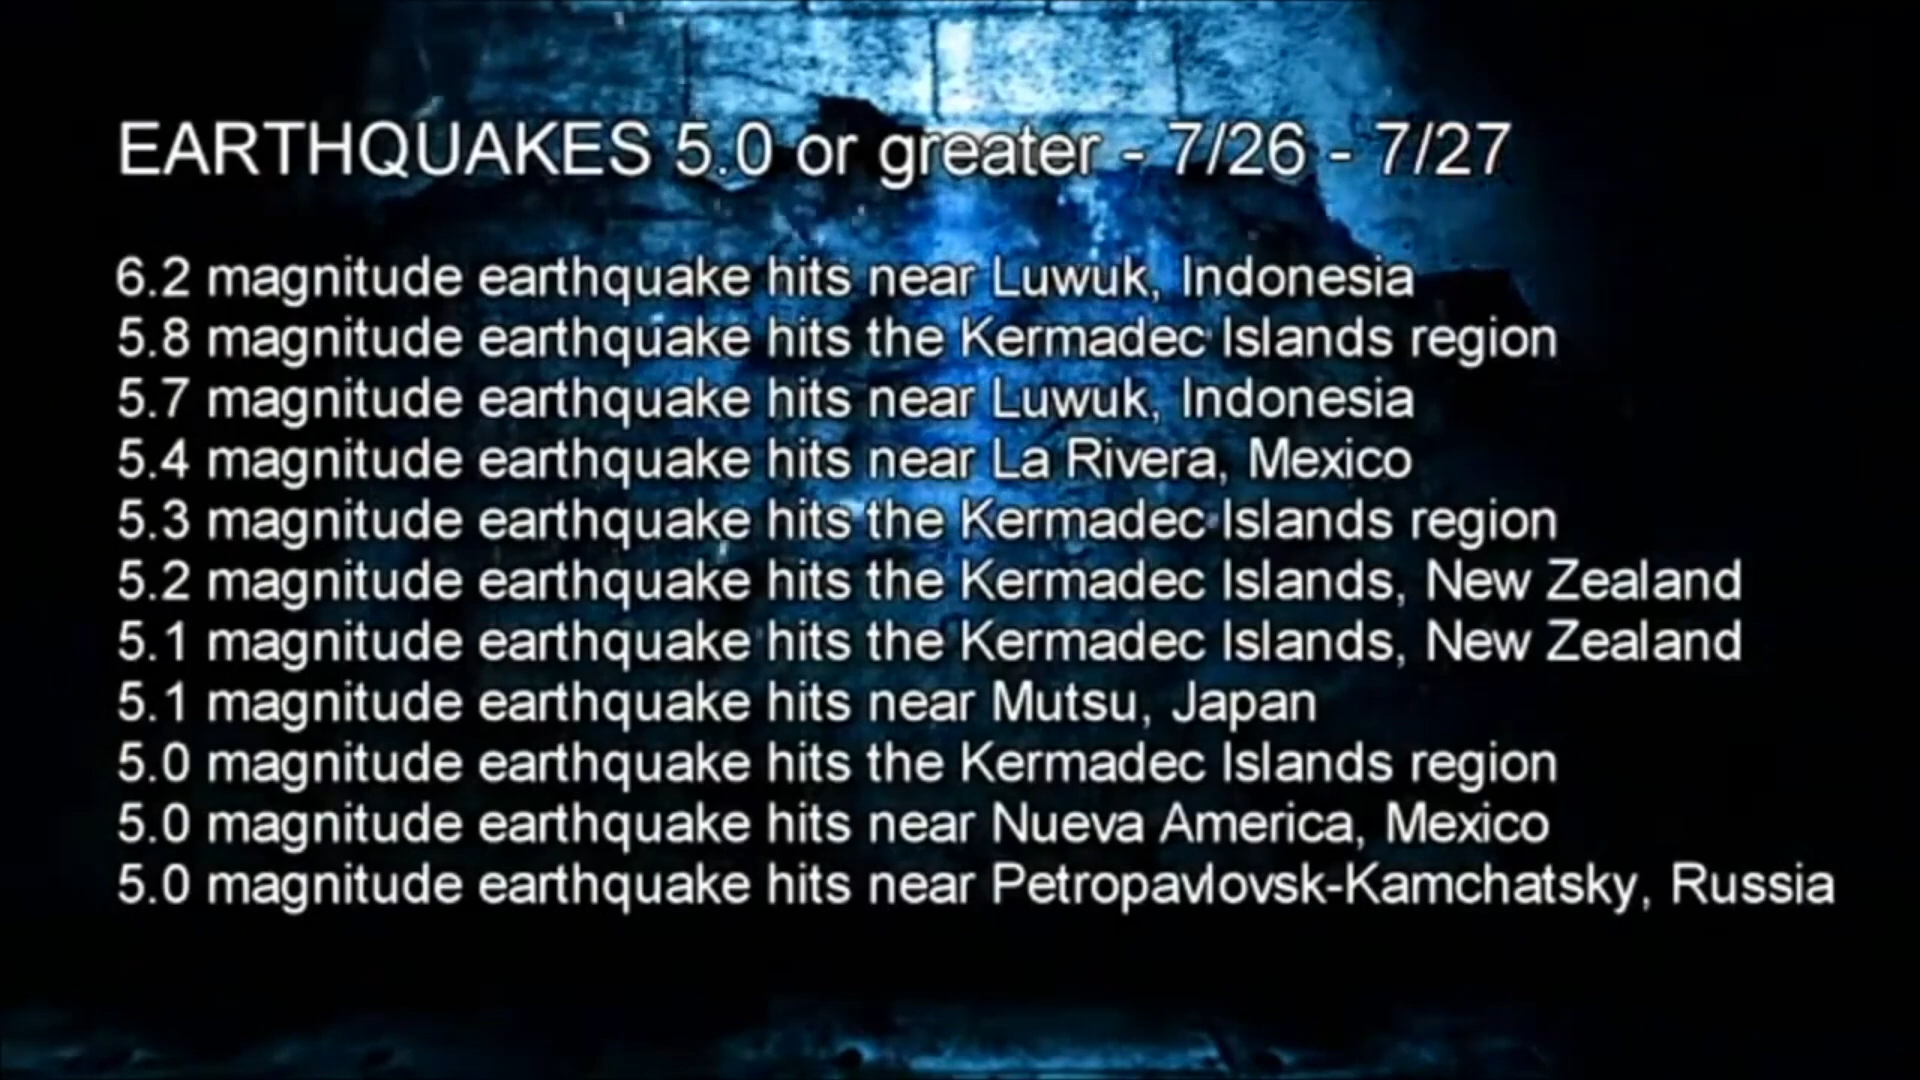 EARTHQUAKES 5.0 or greater - 7/26 - 7/27
6.2 magnitude earthquake hits near Luwuk, Indonesia
5.8 magnitude earthquake hits the Kermadec Islands region
5.7 magnitude earthquake hits near Luwuk, Indonesia
5.4 magnitude earthquake hits near La Rivera, Mexico
5.3 magnitude earthquake hits the Kermadec Islands region
5.2 magnitude earthquake hits the Kermadec Islands, New Zealand
5.1 magnitude earthquake hits the Kermadec Islands, New Zealand
5.1 magnitude earthquake hits near Mutsu, Japan
5.0 magnitude earthquake hits the Kermadec Islands region
5.0 magnitude earthquake hits near Nueva America, Mexico
5.0 magnitude earthquake hits near Petropavlovsk-Kamchatsky, Russia